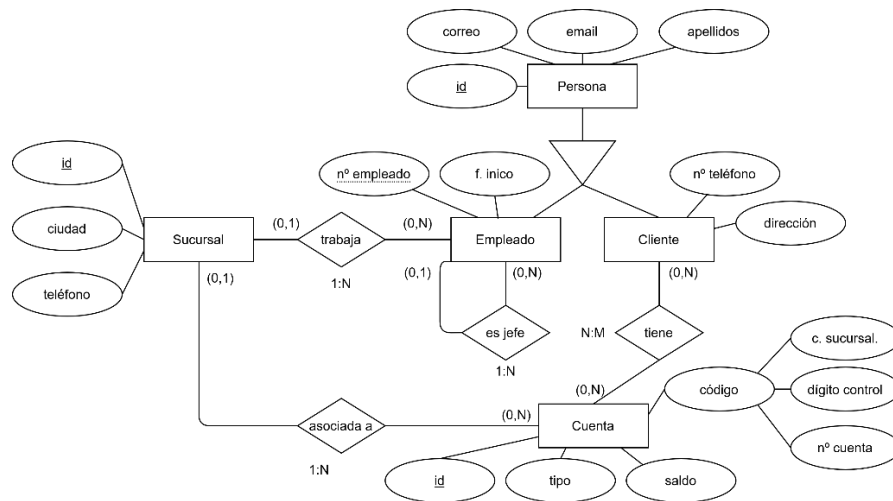 correo
email
apellidos
id
Persona
id
nº empleado
f. inico
nº teléfono
ciudad
Sucursal
(0,1)
trabaja
(0,N)
Empleado
Cliente
dirección
teléfono
(0,1)
1:N
(0,1)
(0,N)
(0,N)
es jefe
N:M
tiene
1:N
c. sucursal.
código
dígito control
(0,N)
asociada a
(0,N)
Cuenta
nº cuenta
1:N
id
tipo
saldo